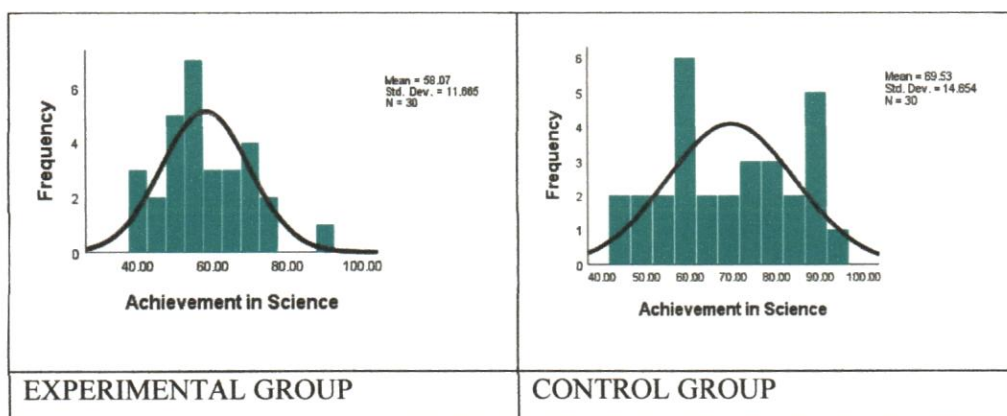 Mean = 58.07
Std. Dev. = 11.665
N = 30
Frequency
6
4
2
0
40.00 60.00 80.00 100.00
Achievement in Science
Mean = 69.53
Std. Dev. = 14.654
N = 30
Frequency
6
5
4
3
2
1
0
40.00 50.00 60.00 70.00 80.00 90.00 100.00
Achievement in Science
EXPERIMENTAL GROUP
CONTROL GROUP